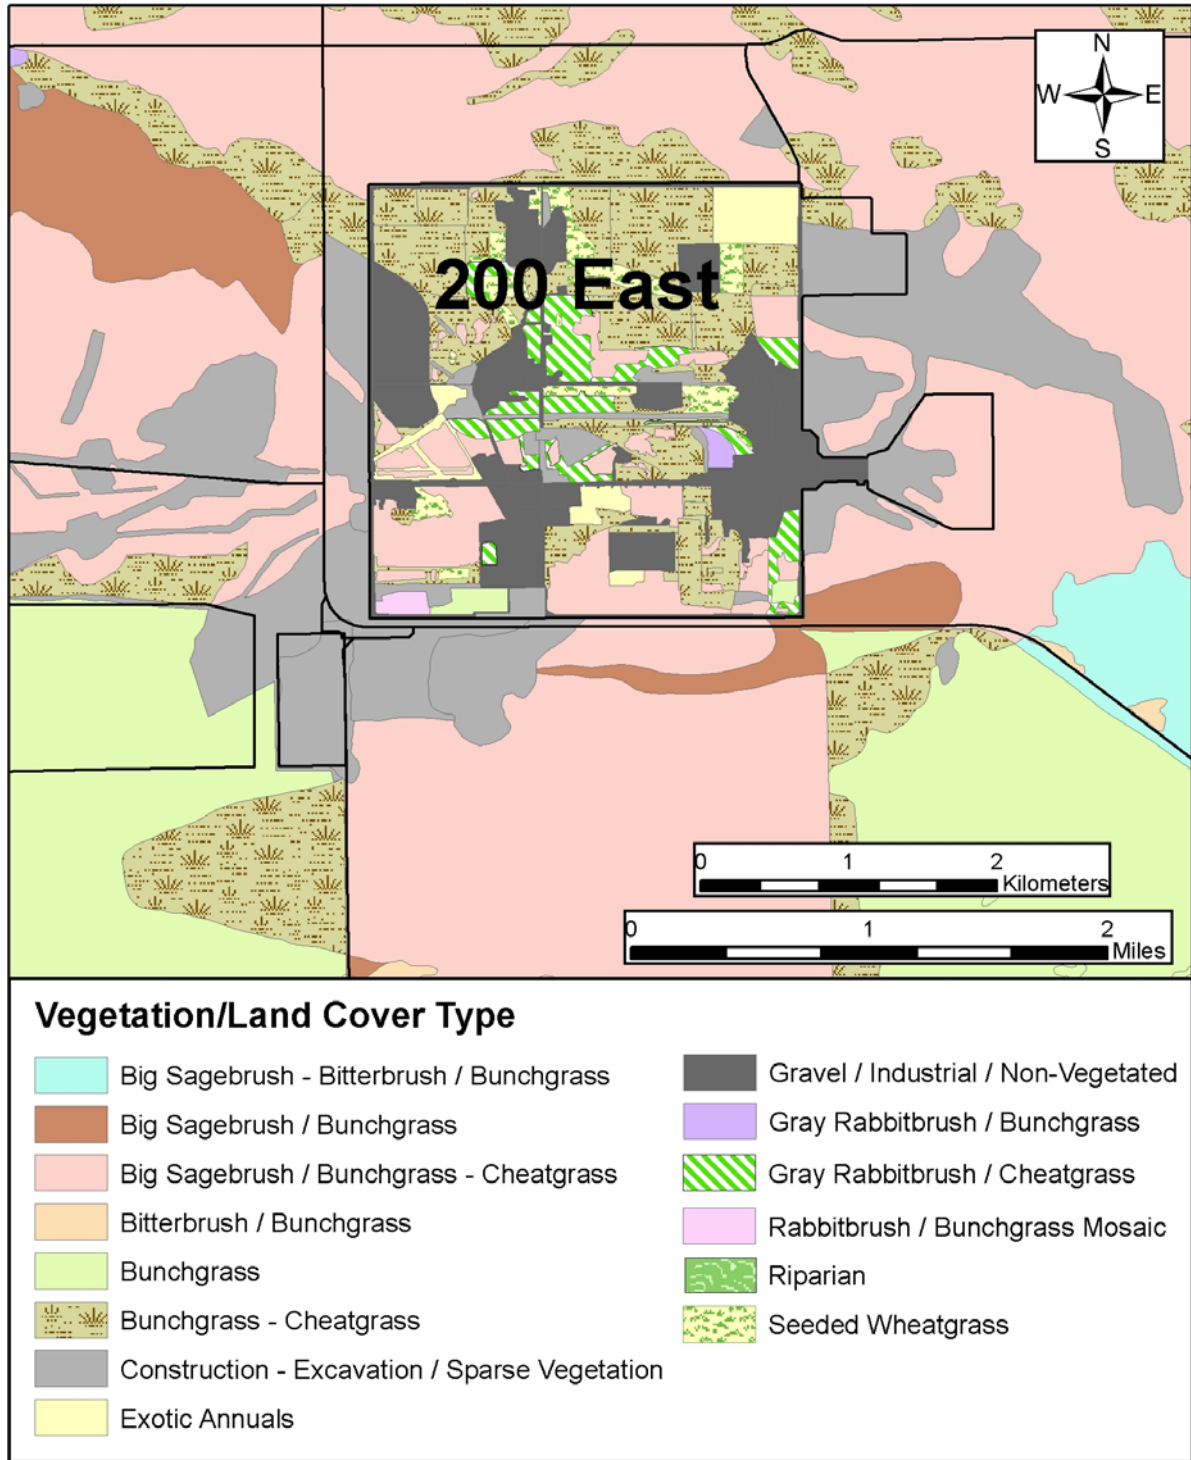 N
W E
S
200 East
0 1 2
Kilometers
0 1 2
Miles
Vegetation/Land Cover Type
Big Sagebrush - Bitterbrush / Bunchgrass
Big Sagebrush / Bunchgrass
Big Sagebrush / Bunchgrass - Cheatgrass
Bitterbrush / Bunchgrass
Bunchgrass
Bunchgrass - Cheatgrass
Construction - Excavation / Sparse Vegetation
Exotic Annuals
Gravel / Industrial / Non-Vegetated
Gray Rabbitbrush / Bunchgrass
Gray Rabbitbrush / Cheatgrass
Rabbitbrush / Bunchgrass Mosaic
Riparian
Seeded Wheatgrass